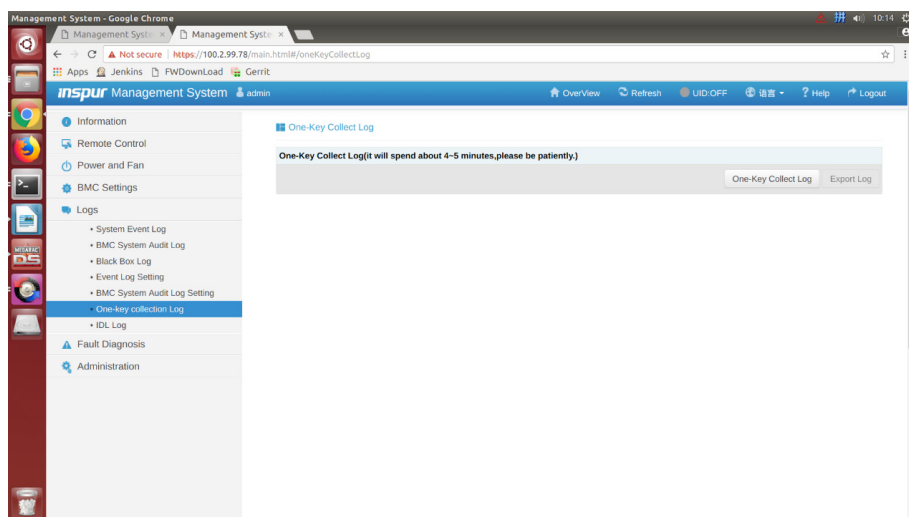 Management System - Google Chrome
拼
10:14
Management Syste
Management Syste
Not secure
https://100.2.99.78/main.html#/oneKeyCollectLog
Apps
Jenkins
FWDownLoad
Gerrit
inspur Management System
admin
OverView
Refresh
UID:OFF
语言
Help
Logout
Information
Remote Control
Power and Fan
BMC Settings
Logs
• System Event Log
• BMC System Audit Log
• Black Box Log
• Event Log Setting
• BMC System Audit Log Setting
• One-key collection Log
• IDL Log
Fault Diagnosis
Administration
One-Key Collect Log
One-Key Collect Log(it will spend about 4~5 minutes,please be patiently.)
One-Key Collect Log
Export Log